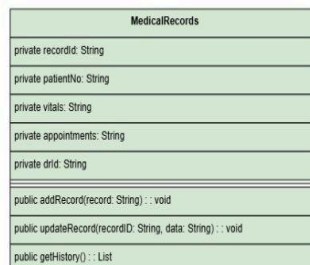 MedicalRecords
private recordId: String
private patientNo: String
private vitals: String
private appointments: String
private drId: String
public addRecord(record: String) : : void
public updateRecord(recordID: String, data: String) : : void
public getHistory() : : List